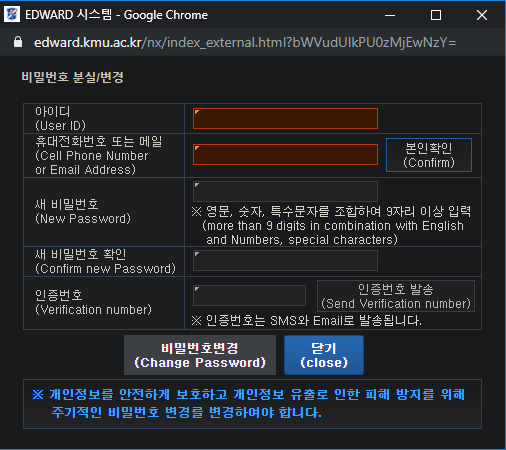 EDWARD 시스템 - Google Chrome
edward.kmu.ac.kr/nx/index_external.html?bWVudUlkPU0zMjEwNzY=
비밀번호 분실/변경
아이디
(User ID)
휴대전화번호 또는 메일
(Cell Phone Number
or Email Address)
본인확인
(Confirm)
새 비밀번호
(New Password)
※ 영문, 숫자, 특수문자를 조합하여 9자리 이상 입력
(more than 9 digits in combination with English
and Numbers, special characters)
새 비밀번호 확인
(Confirm new Password)
인증번호
(Verification number)
인증번호 발송
(Send Verification number)
※ 인증번호는 SMS와 Email로 발송됩니다.
비밀번호변경
(Change Password)
닫기
(close)
※ 개인정보를 안전하게 보호하고 개인정보 유출로 인한 피해 방지를 위해
주기적인 비밀번호 변경를 변경하여야 합니다.